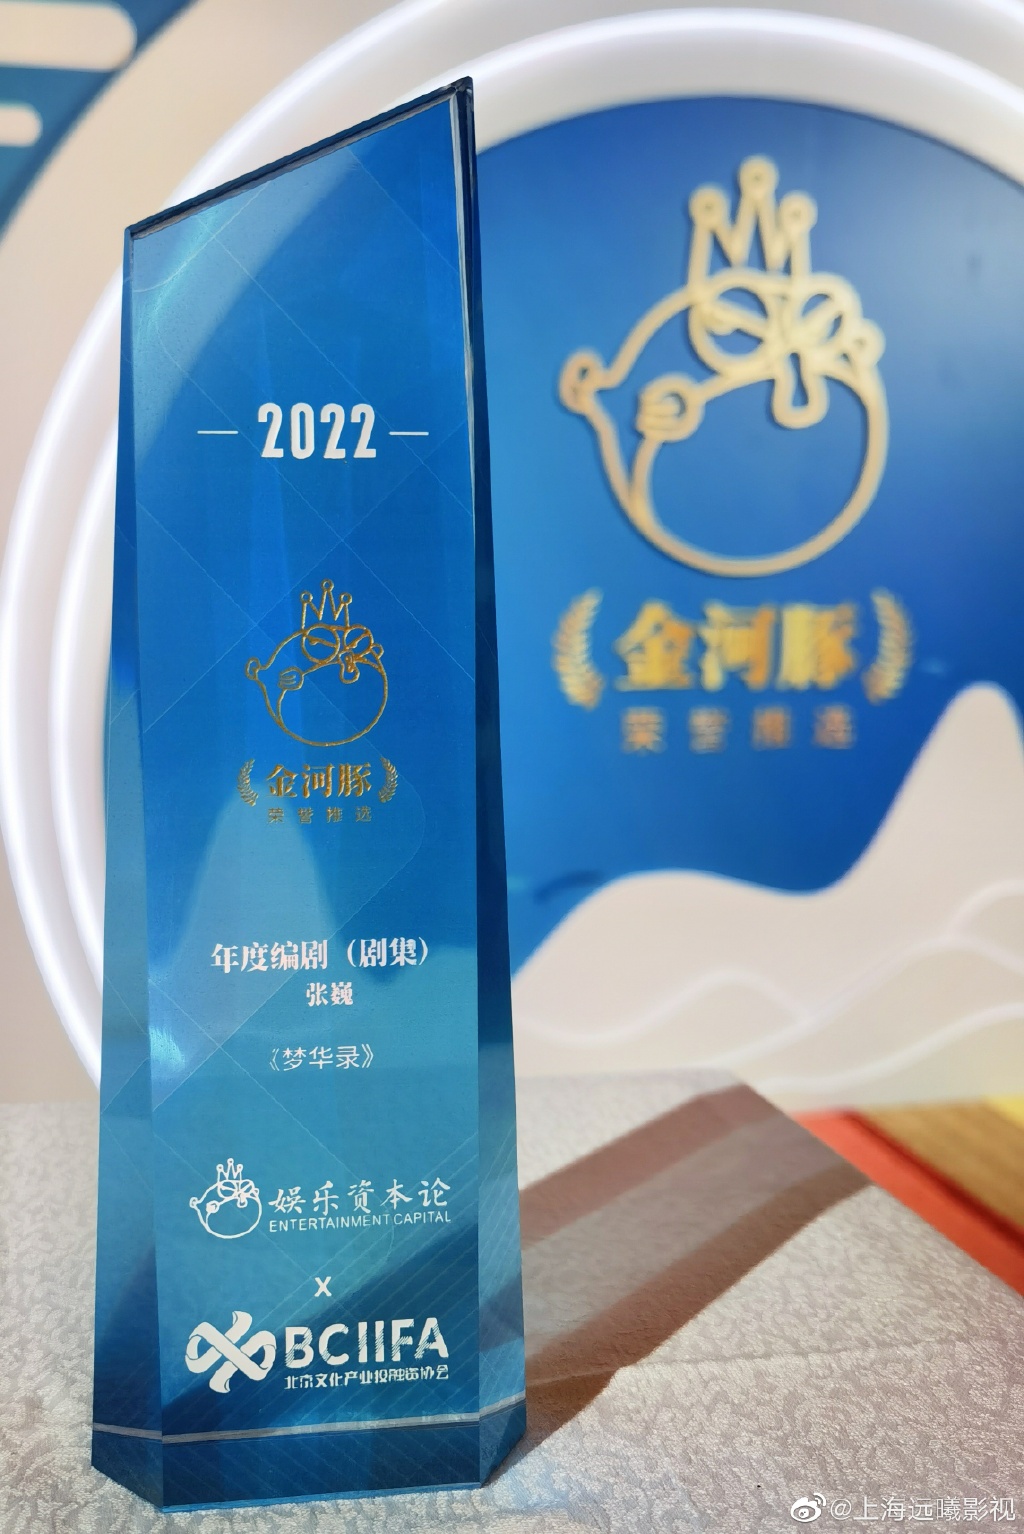 2022
金河豚
荣誉推选
年度编剧（剧集）
张巍
《梦华录》
娱乐资本论
ENTERTAINMENT CAPITAL
X
BCIIFA
北京文化产业投融资协会
金河豚
荣誉推选
@上海远曦影视